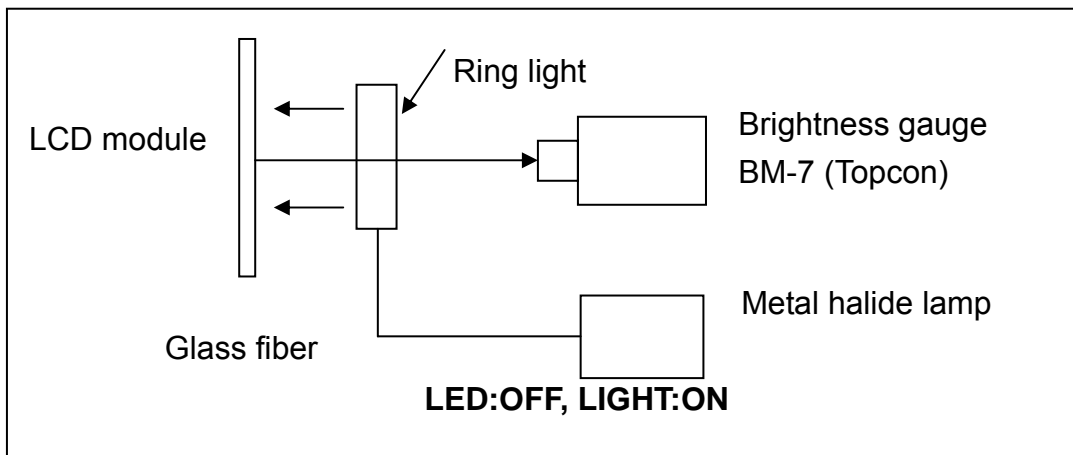 Ring light
LCD module
Brightness gauge
BM-7 (Topcon)
Metal halide lamp
Glass fiber
LED:OFF, LIGHT:ON